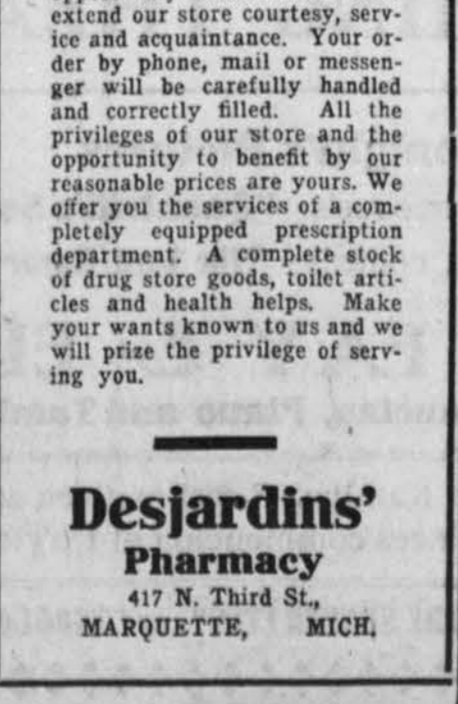 extend our store courtesy, serv-
ice and acquaintance. Your or-
der by phone, mail or messen-
ger will be carefully handled
and correctly filled. All the
privileges of our store and the
opportunity to benefit by our
reasonable prices are yours. We
offer you the services of a com-
pletely equipped prescription
department. A complete stock
of drug store goods, toilet arti-
cles and health helps. Make
your wants known to us and we
will prize the privilege of serv-
ing you.
Desjardins'
Pharmacy
417 N. Third St.,
MARQUETTE, MICH.